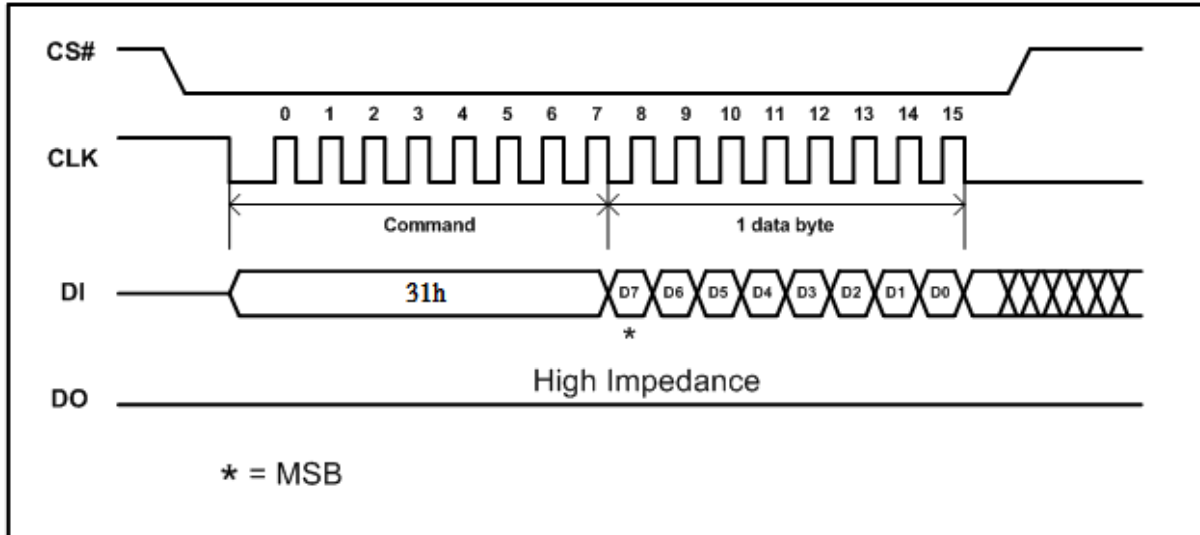 CS#
0 1 2 3 4 5 6 7 8 9 10 11 12 13 14 15
CLK
Command 1 data byte
DI 31h D7 D6 D5 D4 D3 D2 D1 D0
*
High Impedance
DO
* = MSB